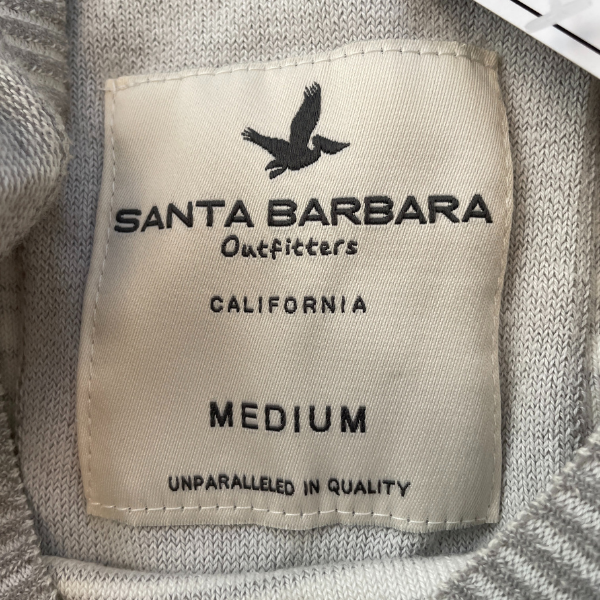 SANTA BARBARA
Outfitters
CALIFORNIA
MEDIUM
UNPARALLELED IN QUALITY